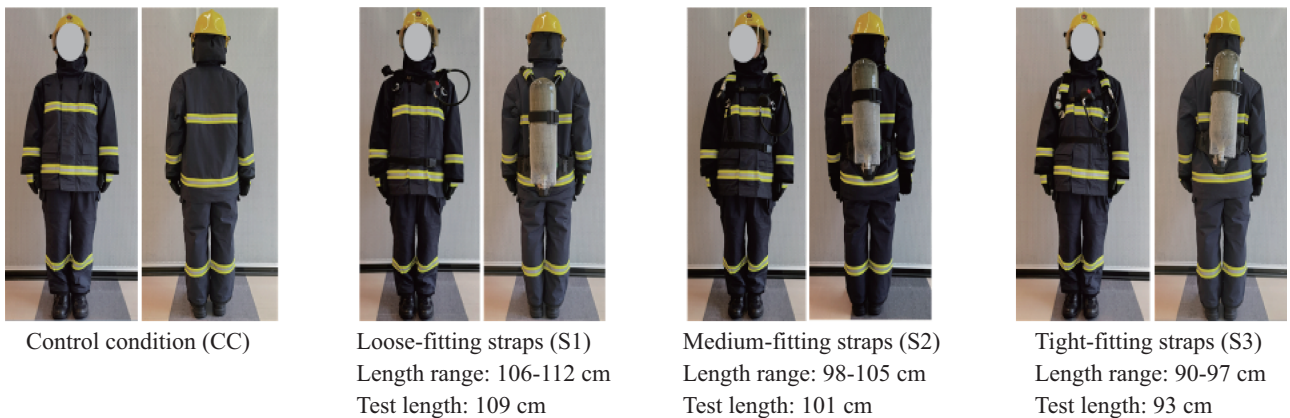 Control condition (CC)
Loose-fitting straps (S1)
Length range: 106-112 cm
Test length: 109 cm
Medium-fitting straps (S2)
Length range: 98-105 cm
Test length: 101 cm
Tight-fitting straps (S3)
Length range: 90-97 cm
Test length: 93 cm